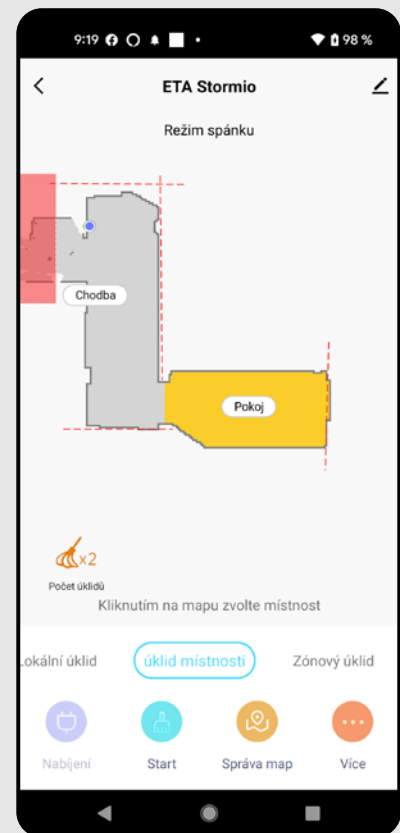 9:19 98 %
ETA Stormio
Režim spánku
Chodba
Pokoj
x2
Počet úklidů
Kliknutím na mapu zvolte místnost
okální úklid úklid místnosti Zónový úklid
Nabíjení Start Správa map Více